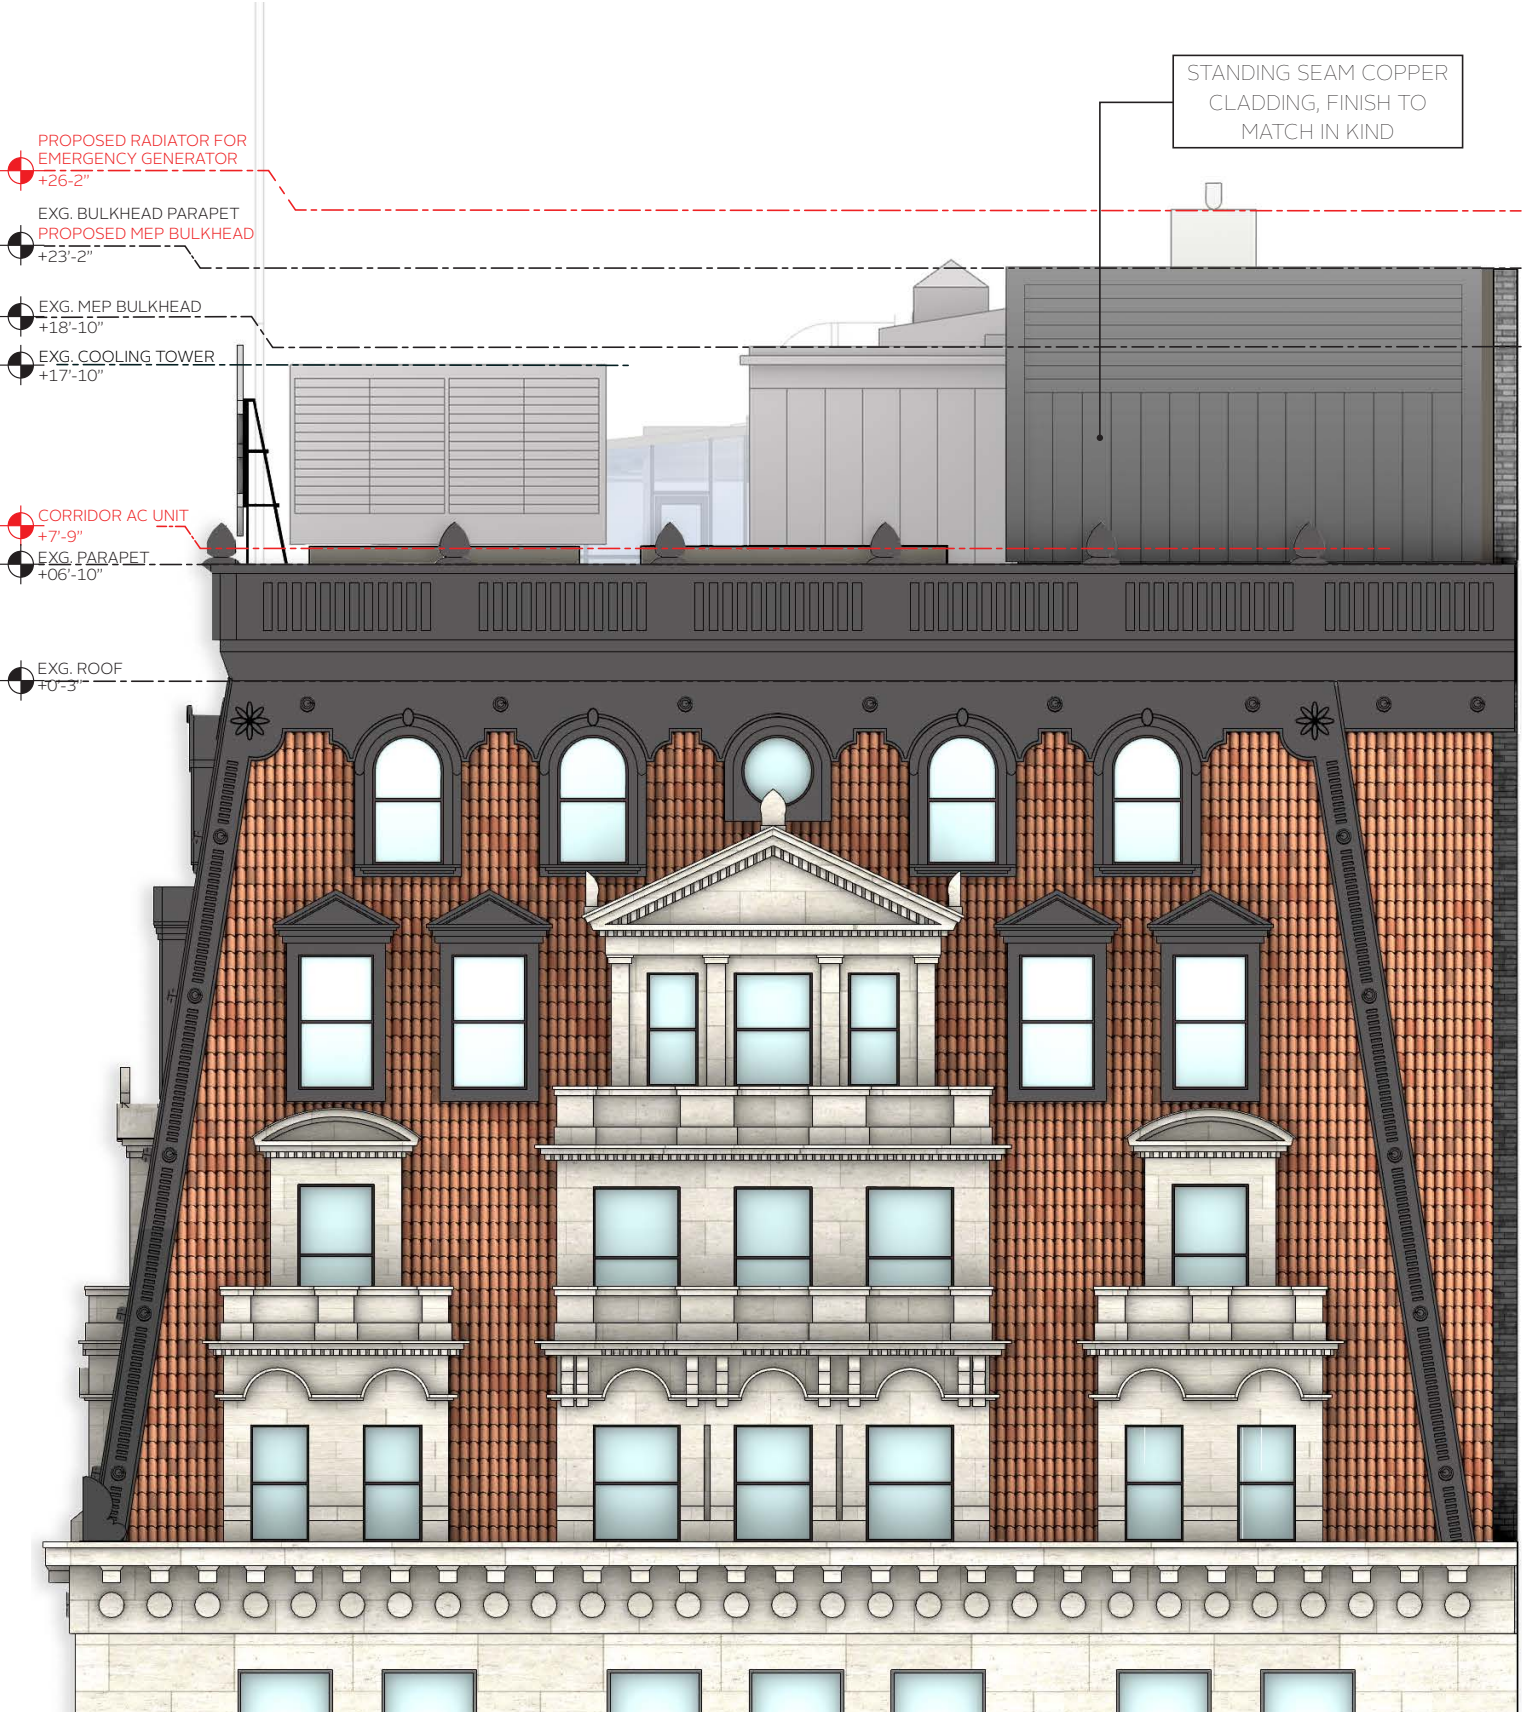 STANDING SEAM COPPER
CLADDING, FINISH TO
MATCH IN KIND
PROPOSED RADIATOR FOR
EMERGENCY GENERATOR
+26-2"
EXG. BULKHEAD PARAPET
PROPOSED MEP BULKHEAD
+23'-2"
EXG. MEP BULKHEAD
+18'-10"
EXG. COOLING TOWER
+17'-10"
CORRIDOR AC UNIT
+7'-9"
EXG. PARAPET
+06'-10"
EXG. ROOF
+0'-3"